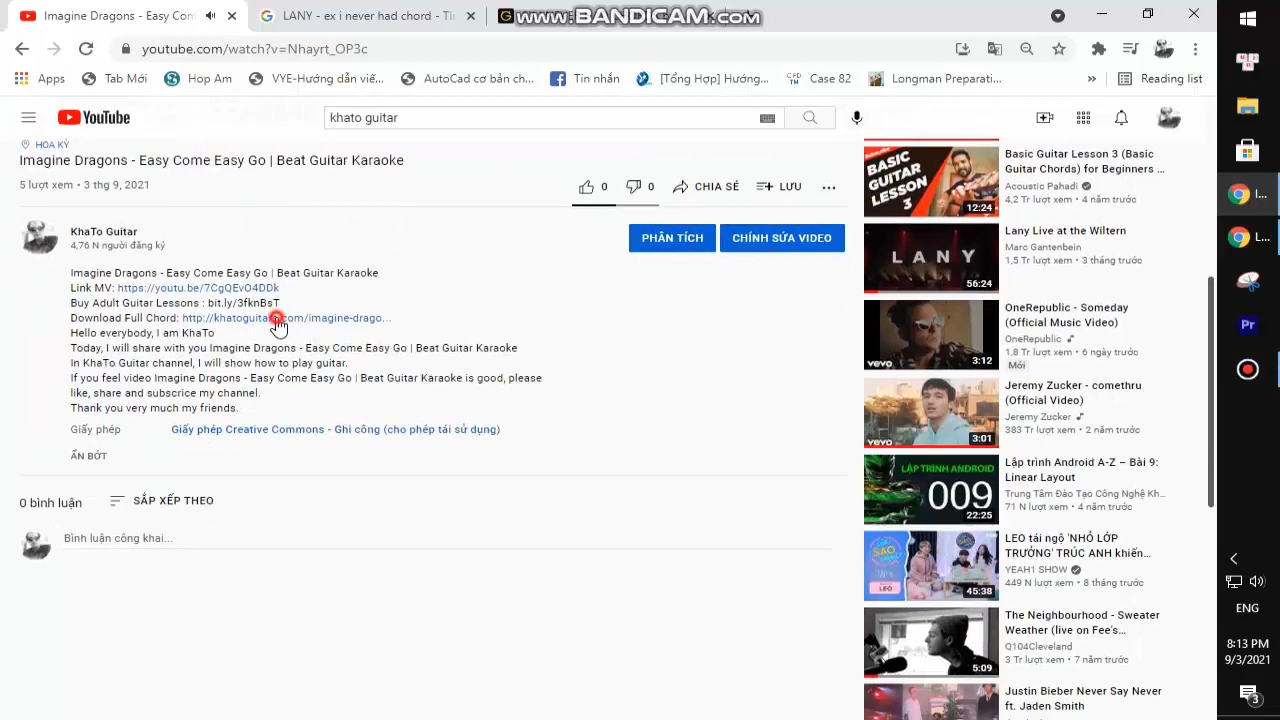 Imagine Dragons - Easy Com
LANY - ex i never had chord - Tì
www.BANDICAM.com
youtube.com/watch?v=Nhayrt_OP3c
Apps
Tab Mới
Hop Am
VYE-Hướng dẫn viế...
AutoCad cơ bản ch...
Tin nhắn
[Tổng Hợp] Hướng...
Case 82
Longman Preparati...
»
Reading list
YouTube
khato guitar
HOA KỲ
Imagine Dragons - Easy Come Easy Go | Beat Guitar Karaoke
5 lượt xem • 3 thg 9, 2021
0
0
CHIA SẺ
LƯU
KhaTo Guitar
4,76 N người đăng ký
PHÂN TÍCH
CHỈNH SỬA VIDEO
Imagine Dragons - Easy Come Easy Go | Beat Guitar Karaoke
Link MV: https://youtu.be/7CgQEvO4DDk
Buy Adult Guitar Lessons : bit.ly/3fknBsT
Download Full Chord: http://khatoguitar.com/imagine-drago...
Hello everybody, I am KhaTo
Today, I will share with you Imagine Dragons - Easy Come Easy Go | Beat Guitar Karaoke
In KhaTo Guitar channel, I will show how to play guitar.
If you feel video Imagine Dragons - Easy Come Easy Go | Beat Guitar Karaoke is good, please
like, share and subscrice my channel.
Thank you very much my friends.
Giấy phép
Giấy phép Creative Commons - Ghi công (cho phép tái sử dụng)
ẨN BỚT
0 bình luận
SẮP XẾP THEO
Bình luận công khai...
BASIC
GUITAR
LESSON
3
12:24
Basic Guitar Lesson 3 (Basic
Guitar Chords) for Beginners ...
Acoustic Pahadi
4,2 Tr lượt xem • 4 năm trước
LANY
56:24
Lany Live at the Wiltern
Marc Gantenbein
1,5 Tr lượt xem • 3 tháng trước
vevo
3:12
OneRepublic - Someday
(Official Music Video)
OneRepublic
1,8 Tr lượt xem • 6 ngày trước
Mới
vevo
3:01
Jeremy Zucker - comethru
(Official Video)
Jeremy Zucker
383 Tr lượt xem • 2 năm trước
LẬP TRÌNH ANDROID
009
22:25
Lập trình Android A-Z – Bài 9:
Linear Layout
Trung Tâm Đào Tạo Công Nghệ Kh...
71 N lượt xem • 4 năm trước
SAO
LEO
45:38
LEO tái ngộ 'NHỎ LỚP
TRƯỞNG' TRÚC ANH khiến...
YEAH1 SHOW
449 N lượt xem • 8 tháng trước
5:09
The Neighbourhood - Sweater
Weather (live on Fee's...
Q104Cleveland
3 Tr lượt xem • 7 năm trước
Justin Bieber Never Say Never
ft. Jaden Smith
I...
L...
Pr
ENG
8:13 PM
9/3/2021
3